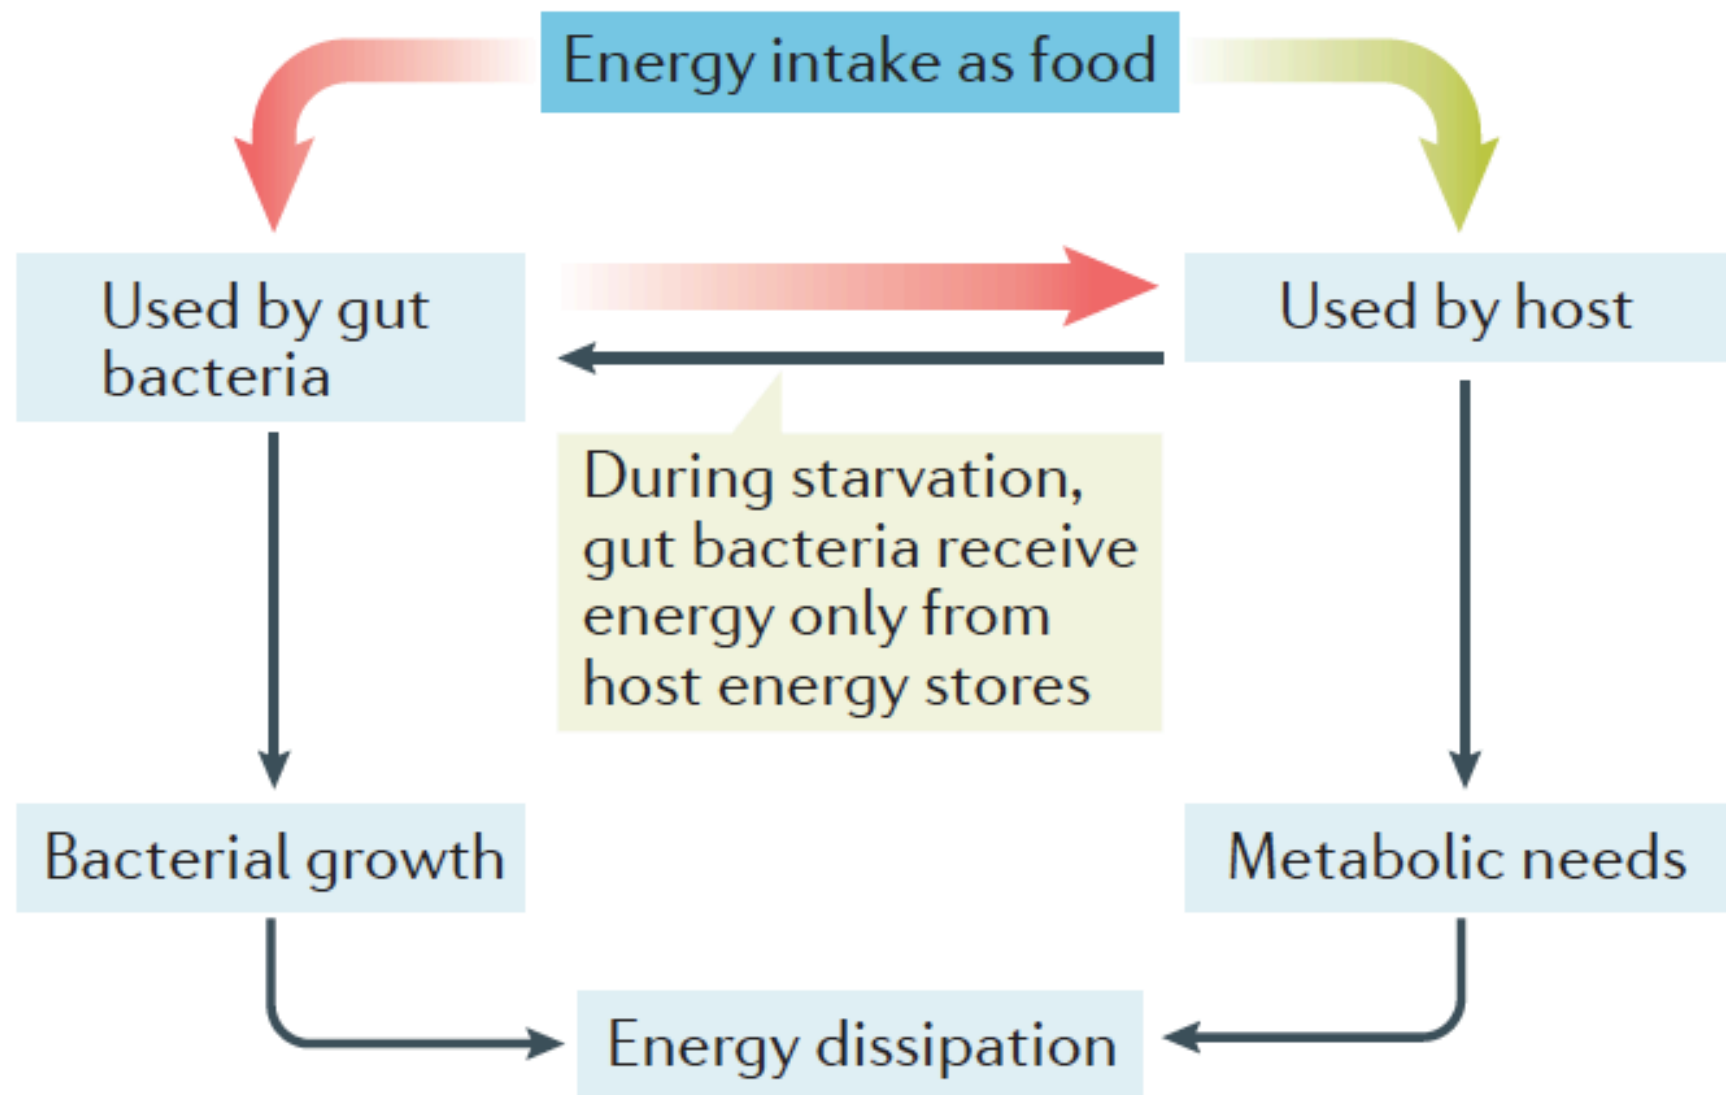 Energy intake as food
Used by gut
bacteria
Used by host
During starvation,
gut bacteria receive
energy only from
host energy stores
Bacterial growth
Metabolic needs
Energy dissipation